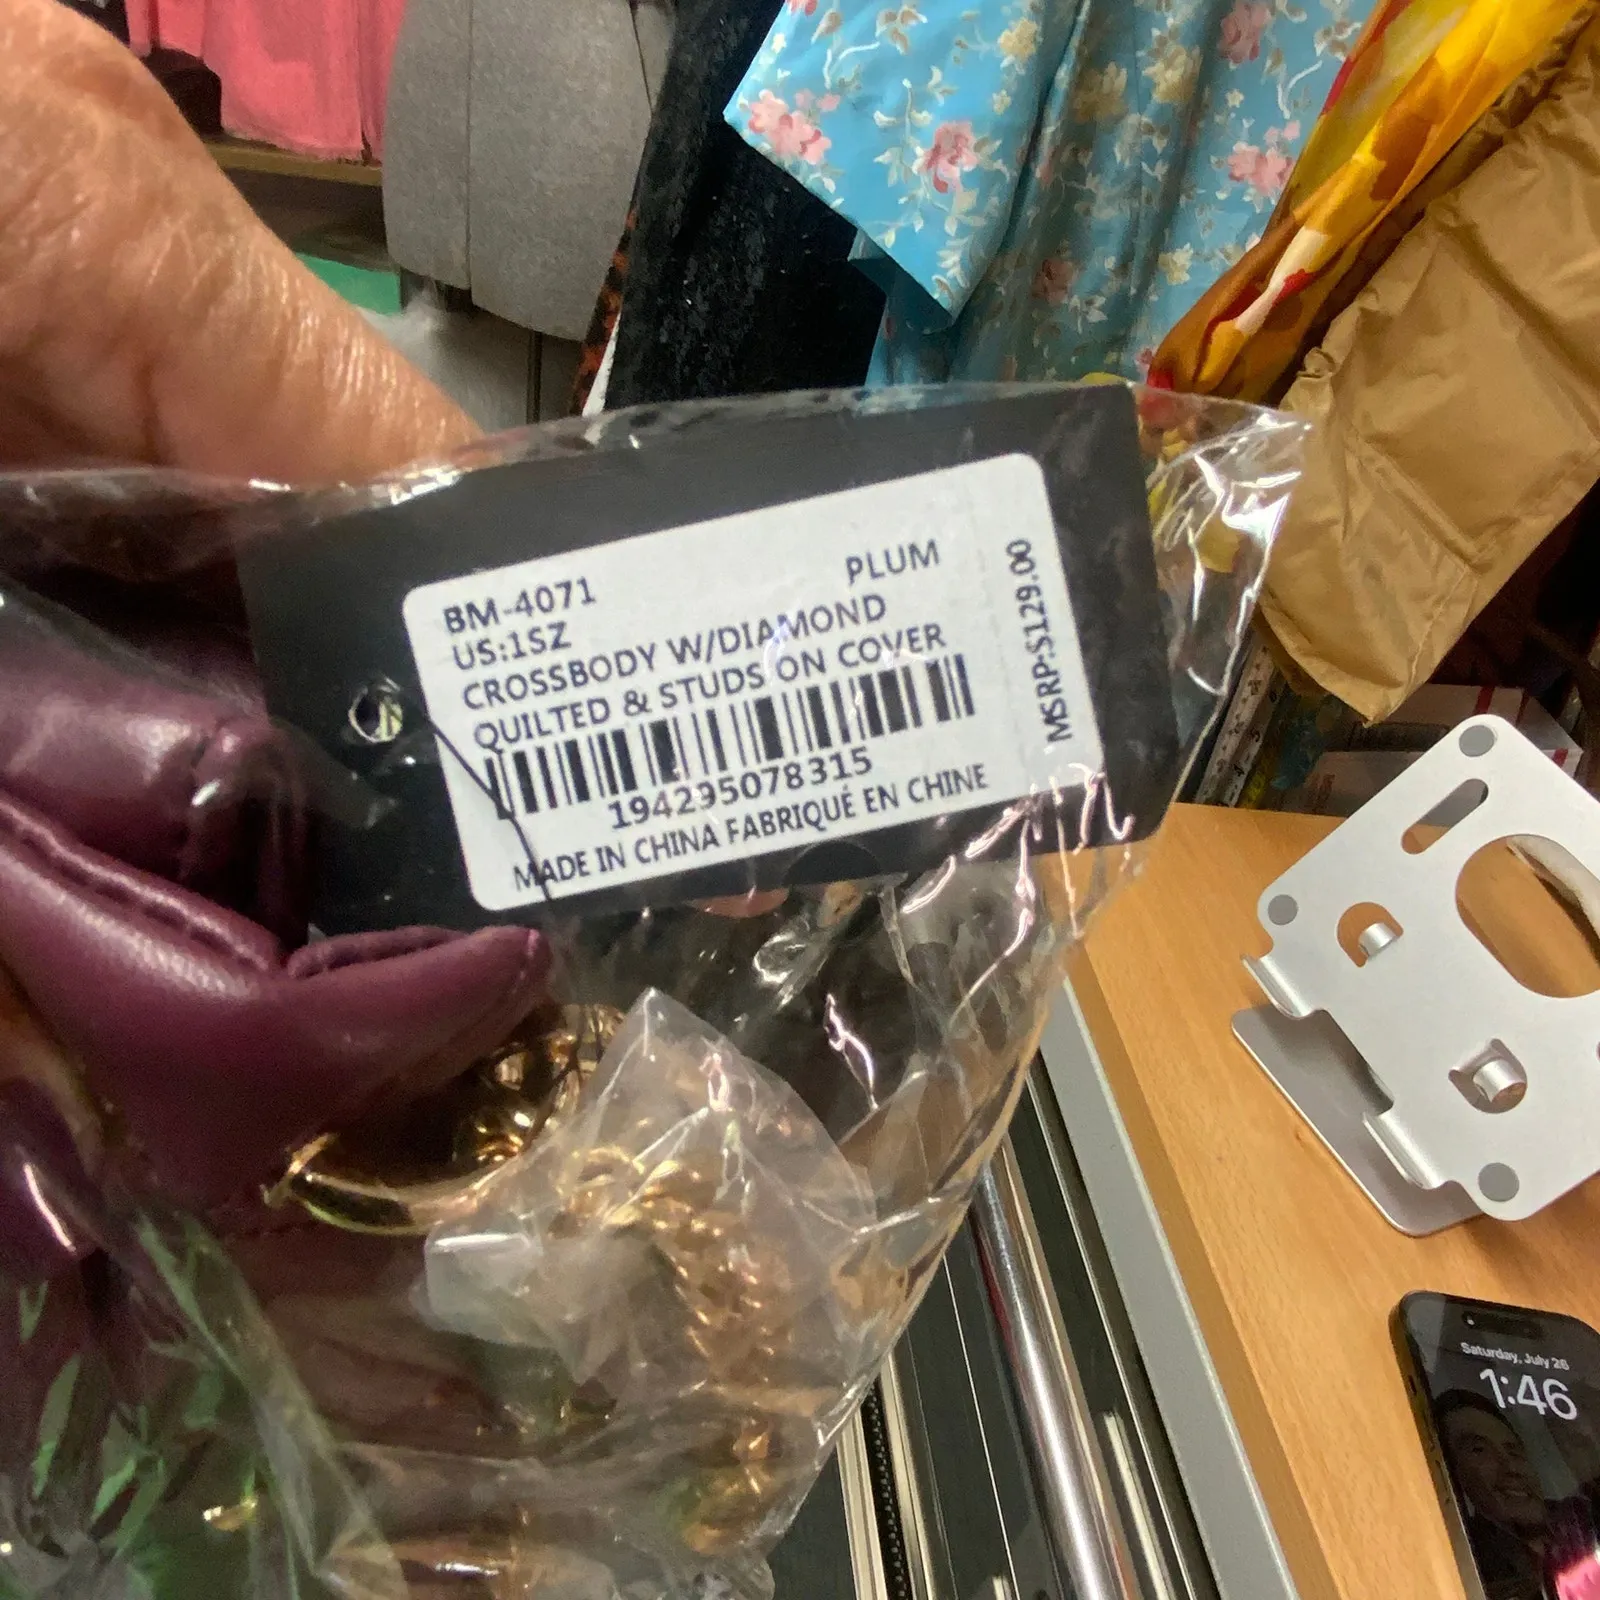 BM-4071 PLUM
US:1SZ
CROSSBODY W/DIAMOND
QUILTED & STUDS ON COVER
194295078315
MADE IN CHINA FABRIQUÉ EN CHINE
MSRP:$129.00
Saturday, July 26
1:46